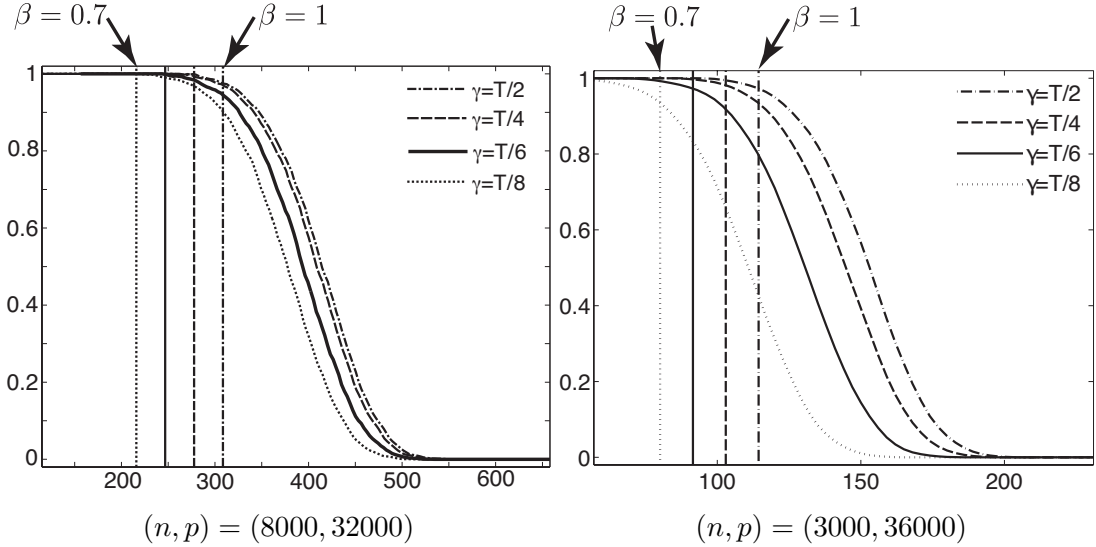 β = 0.7
β = 1
1
0.8
0.6
0.4
0.2
0
200
300
400
500
600
γ=T/2
γ=T/4
γ=T/6
γ=T/8
(n, p) = (8000, 32000)
β = 0.7
β = 1
1
0.8
0.6
0.4
0.2
0
100
150
200
γ=T/2
γ=T/4
γ=T/6
γ=T/8
(n, p) = (3000, 36000)